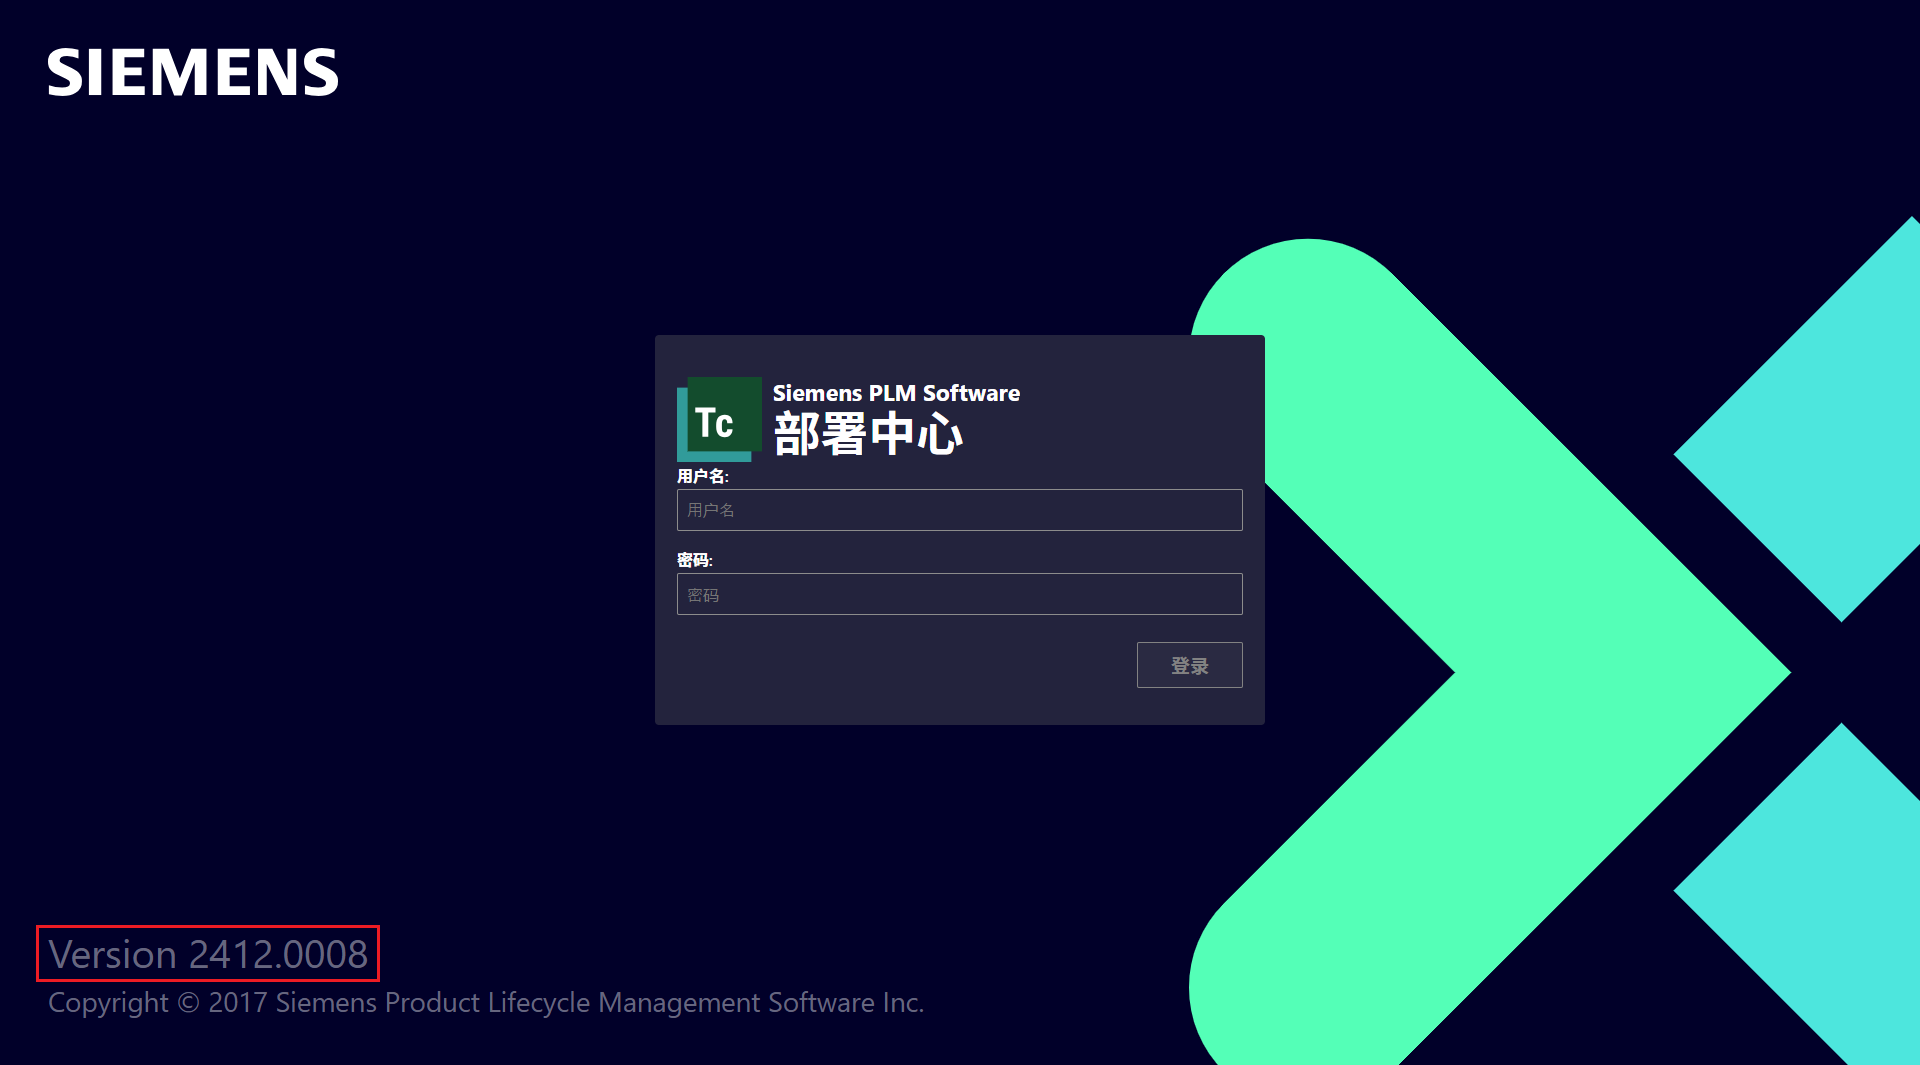 SIEMENS
Tc
Siemens PLM Software
部署中心
用户名:
用户名
密码:
密码
登录
Version 2412.0008
Copyright © 2017 Siemens Product Lifecycle Management Software Inc.